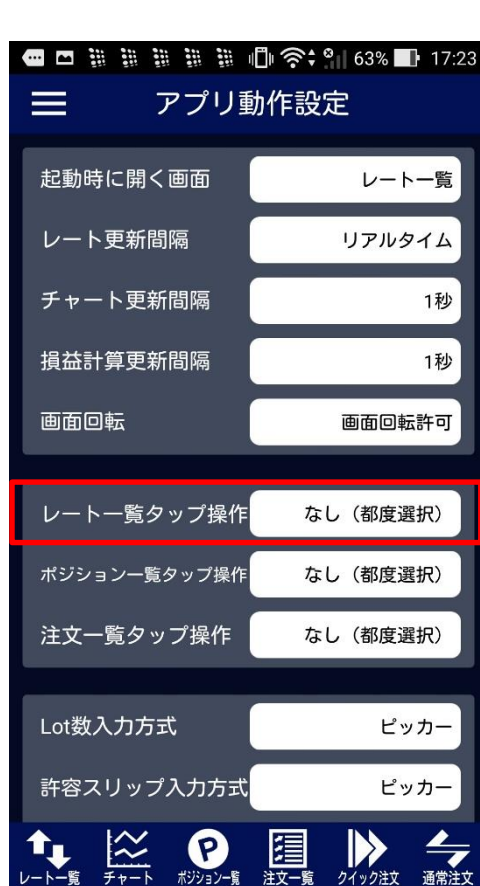 63% 17:23
アプリ動作設定
起動時に開く画面 レート一覧
レート更新間隔 リアルタイム
チャート更新間隔 1秒
損益計算更新間隔 1秒
画面回転 画面回転許可
レート一覧タップ操作 なし（都度選択）
ポジション一覧タップ操作 なし（都度選択）
注文一覧タップ操作 なし（都度選択）
Lot数入力方式 ピッカー
許容スリップ入力方式 ピッカー
P
レート一覧 チャート ポジション一覧 注文一覧 クイック注文 通常注文